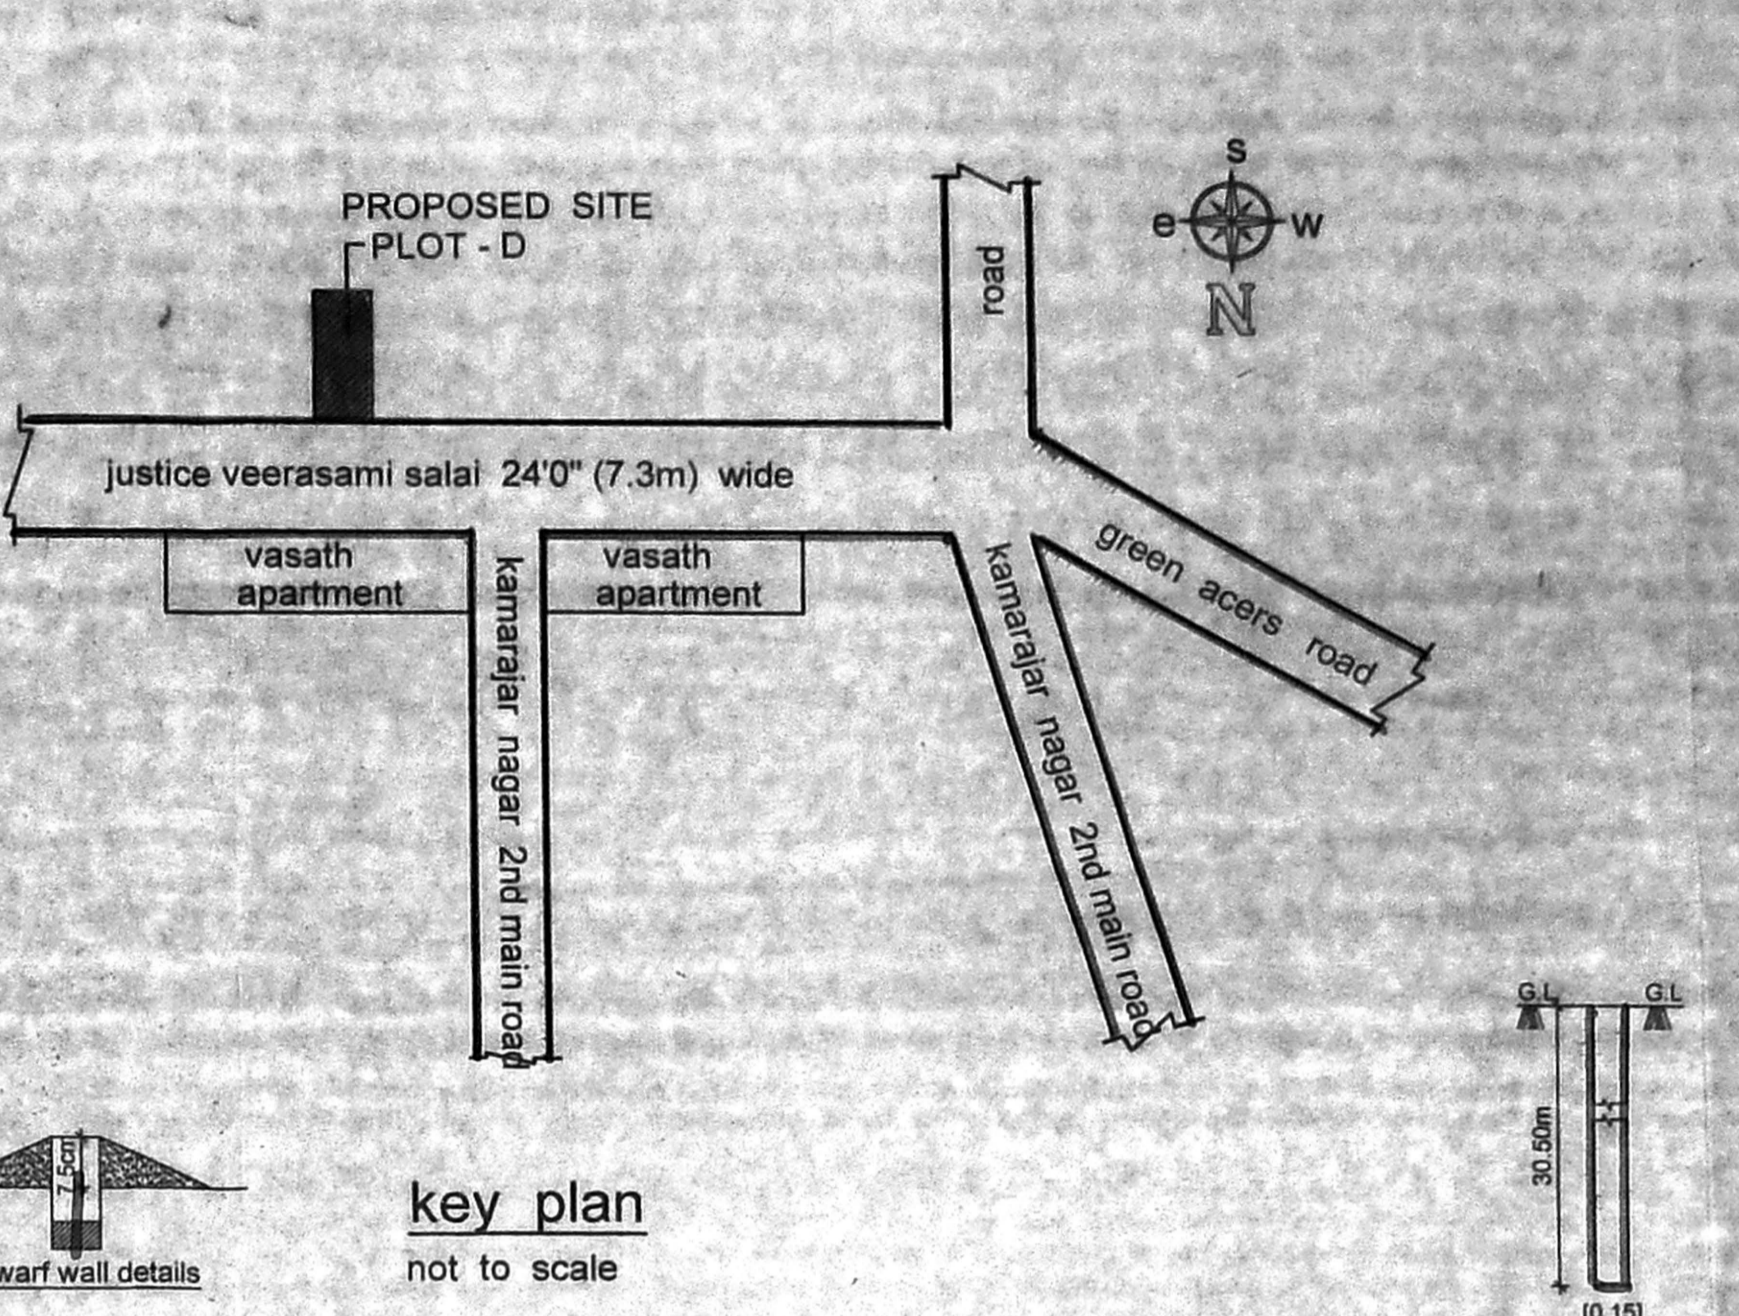 s
e w
N
PROPOSED SITE
PLOT - D
road
justice veerasami salai 24'0" (7.3m) wide
vasath
apartment
vasath
apartment
kamarajar nagar 2nd main road
kamarajar nagar 2nd main road
green acers road
G.L
G.L
30.50m
[0.15]
7.5cm
warf wall details
key plan
not to scale